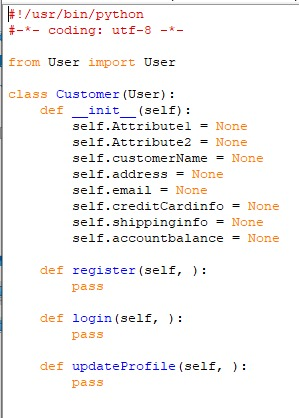 #!/usr/bin/python
#-*- coding: utf-8 -*-

from User import User

class Customer(User):
    def __init__(self):
        self.Attribute1 = None
        self.Attribute2 = None
        self.customerName = None
        self.address = None
        self.email = None
        self.creditCardinfo = None
        self.shippinginfo = None
        self.accountbalance = None

    def register(self, ):
        pass

    def login(self, ):
        pass

    def updateProfile(self, ):
        pass